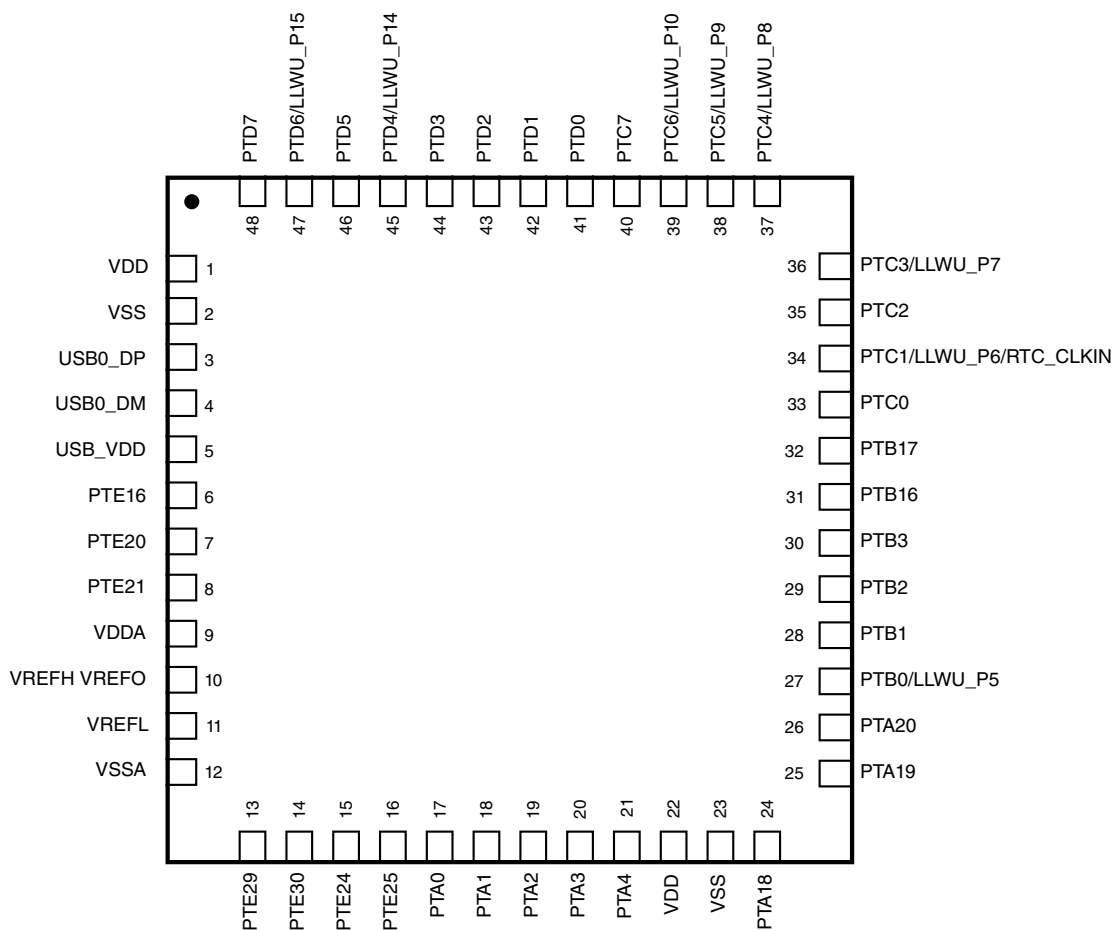 PTD7
PTD6/LLWU_P15
PTD5
PTD4/LLWU_P14
PTD3
PTD2
PTD1
PTD0
PTC7
PTC6/LLWU_P10
PTC5/LLWU_P9
PTC4/LLWU_P8
48
47
46
45
44
43
42
41
40
39
38
37
VDD 1
VSS 2
USB0_DP 3
USB0_DM 4
USB_VDD 5
PTE16 6
PTE20 7
PTE21 8
VDDA 9
VREFH VREFO 10
VREFL 11
VSSA 12
36 PTC3/LLWU_P7
35 PTC2
34 PTC1/LLWU_P6/RTC_CLKIN
33 PTC0
32 PTB17
31 PTB16
30 PTB3
29 PTB2
28 PTB1
27 PTB0/LLWU_P5
26 PTA20
25 PTA19
13
14
15
16
17
18
19
20
21
22
23
24
PTE29
PTE30
PTE24
PTE25
PTA0
PTA1
PTA2
PTA3
PTA4
VDD
VSS
PTA18